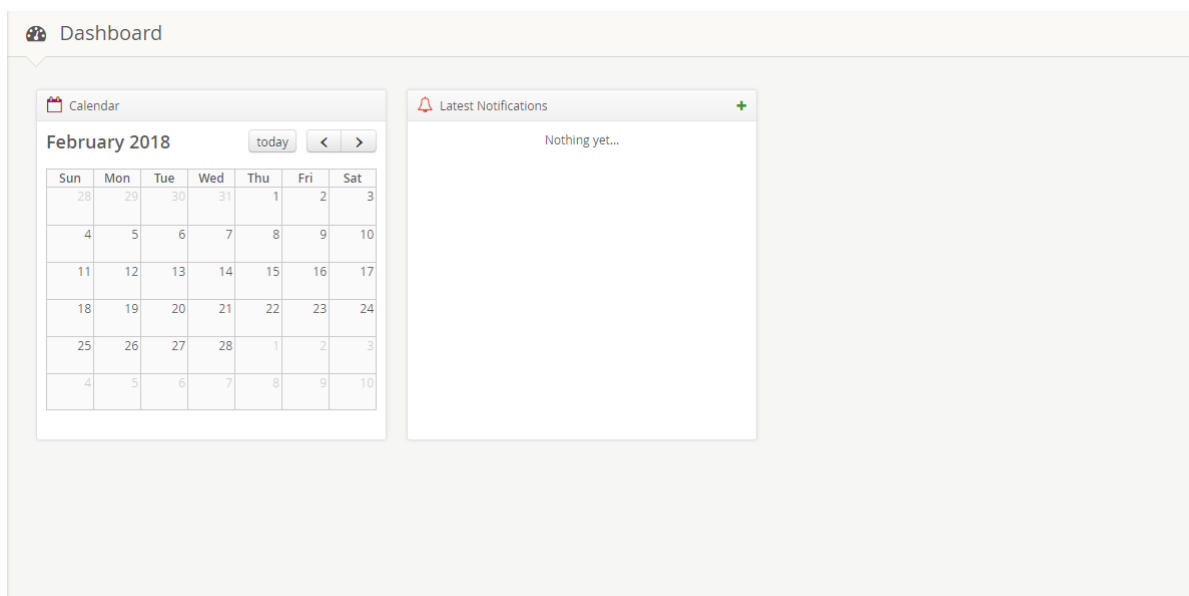 Dashboard
Calendar
February 2018
today
Sun Mon Tue Wed Thu Fri Sat
28 29 30 31 1 2 3
4 5 6 7 8 9 10
11 12 13 14 15 16 17
18 19 20 21 22 23 24
25 26 27 28 1 2 3
4 5 6 7 8 9 10
Latest Notifications
Nothing yet...